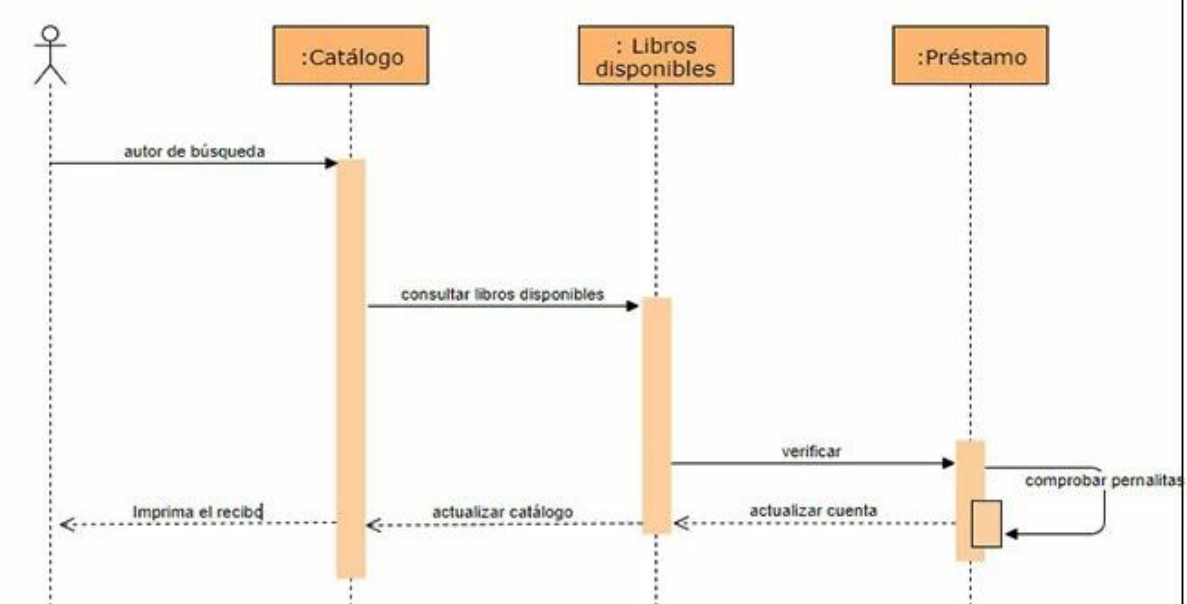 :Catálogo
: Libros
disponibles
:Préstamo
autor de búsqueda
consultar libros disponibles
verificar
comprobar pernalitas
Imprima el recibo
actualizar catálogo
actualizar cuenta